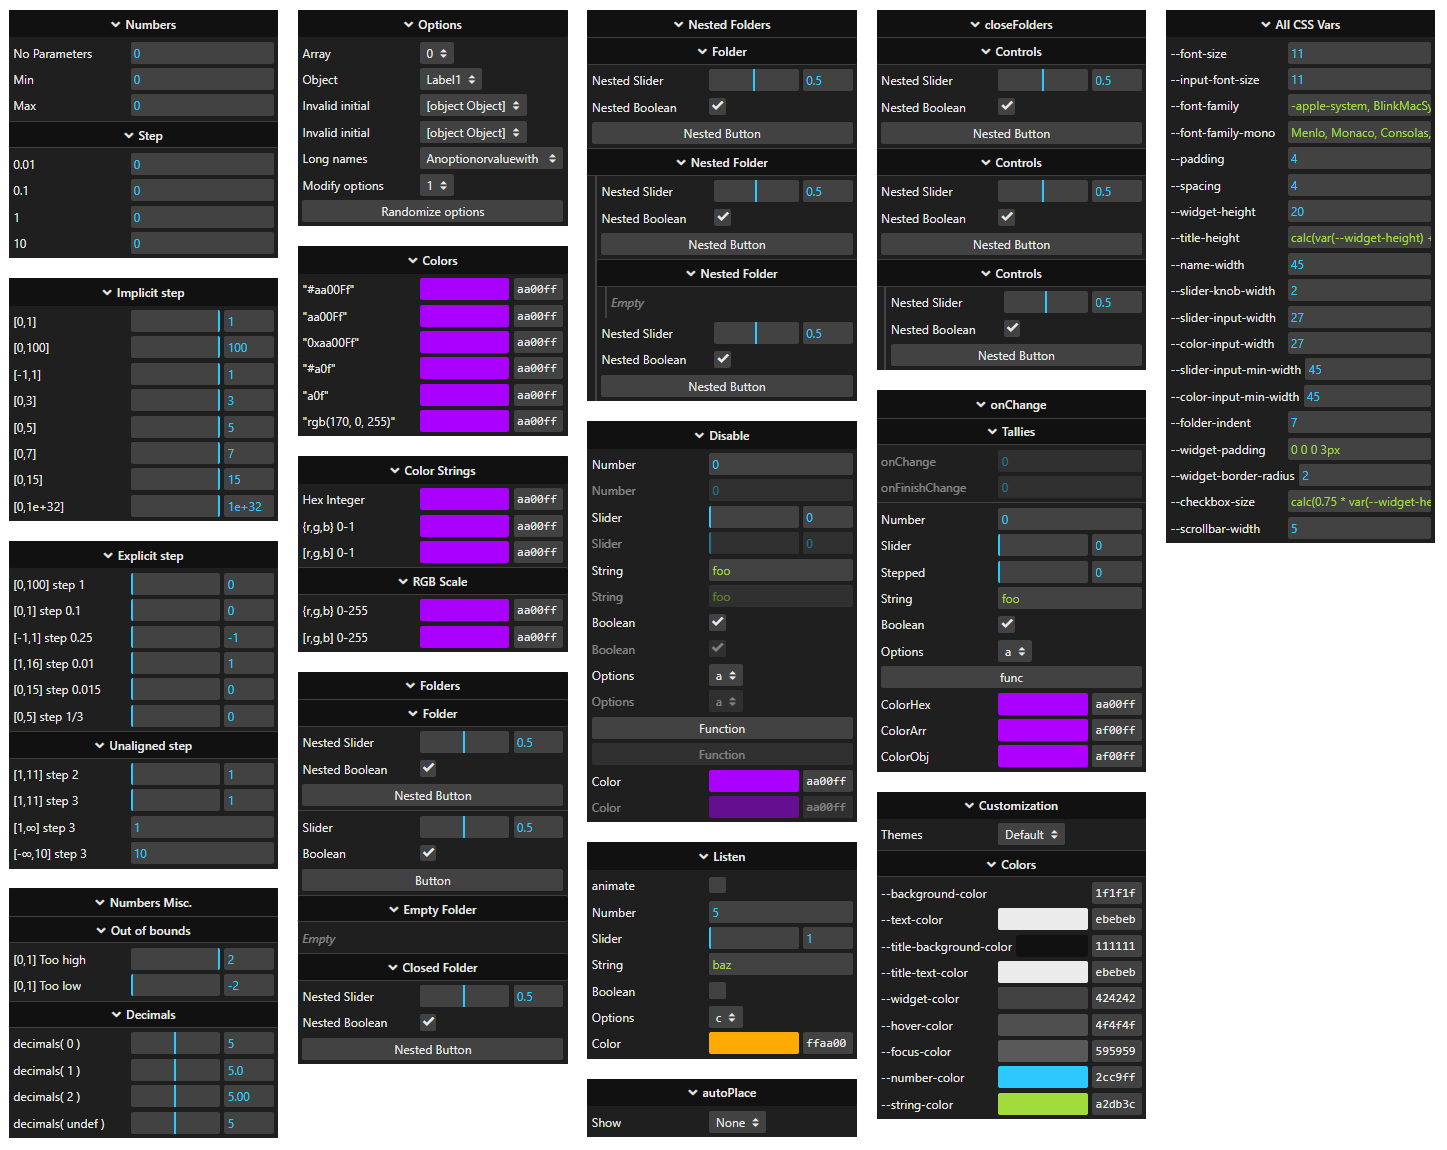 Numbers
No Parameters 0
Min 0
Max 0
Step
0.01 0
0.1 0
1 0
10 0
Implicit step
[0,1] 1
[0,100] 100
[-1,1] 1
[0,3] 3
[0,5] 5
[0,7] 7
[0,15] 15
[0,1e+32] 1e+32
Explicit step
[0,100] step 1 0
[0,1] step 0.1 0
[-1,1] step 0.25 -1
[1,16] step 0.01 1
[0,15] step 0.015 0
[0,5] step 1/3 0
Unaligned step
[1,11] step 2 1
[1,11] step 3 1
[1,∞] step 3 1
[-∞,10] step 3 10
Numbers Misc.
Out of bounds
[0,1] Too high 2
[0,1] Too low -2
Decimals
decimals( 0 ) 5
decimals( 1 ) 5.0
decimals( 2 ) 5.00
decimals( undef ) 5
Options
Array 0
Object Label1
Invalid initial [object Object]
Invalid initial [object Object]
Long names Anoptionorvaluewith
Modify options 1
Randomize options
Colors
"#aa00Ff" aa00ff
"aa00Ff" aa00ff
"0xaa00Ff" aa00ff
"#a0f" aa00ff
"a0f" aa00ff
"rgb(170, 0, 255)" aa00ff
Color Strings
Hex Integer aa00ff
{r,g,b} 0-1 aa00ff
[r,g,b] 0-1 aa00ff
RGB Scale
{r,g,b} 0-255 aa00ff
[r,g,b] 0-255 aa00ff
Folders
Folder
Nested Slider 0.5
Nested Boolean
Nested Button
Slider 0.5
Boolean
Button
Empty Folder
Empty
Closed Folder
Nested Slider 0.5
Nested Boolean
Nested Button
Nested Folders
Folder
Nested Slider 0.5
Nested Boolean
Nested Button
Nested Folder
Nested Slider 0.5
Nested Boolean
Nested Button
Nested Folder
Empty
Nested Slider 0.5
Nested Boolean
Nested Button
Disable
Number 0
Number 0
Slider 0
Slider 0
String foo
String foo
Boolean
Boolean
Options a
Options a
Function
Function
Color aa00ff
Color aa00ff
Listen
animate
Number 5
Slider 1
String baz
Boolean
Options c
Color ffaa00
autoPlace
Show None
closeFolders
Controls
Nested Slider 0.5
Nested Boolean
Nested Button
Controls
Nested Slider 0.5
Nested Boolean
Nested Button
Controls
Nested Slider 0.5
Nested Boolean
Nested Button
onChange
Tallies
onChange 0
onFinishChange 0
Number 0
Slider 0
Stepped 0
String foo
Boolean
Options a
func
ColorHex aa00ff
ColorArr af00ff
ColorObj af00ff
Customization
Themes Default
Colors
--background-color 1f1f1f
--text-color ebebeb
--title-background-color 111111
--title-text-color ebebeb
--widget-color 424242
--hover-color 4f4f4f
--focus-color 595959
--number-color 2cc9ff
--string-color a2db3c
All CSS Vars
--font-size 11
--input-font-size 11
--font-family -apple-system, BlinkMacSy
--font-family-mono Menlo, Monaco, Consolas,
--padding 4
--spacing 4
--widget-height 20
--title-height calc(var(--widget-height) +
--name-width 45
--slider-knob-width 2
--slider-input-width 27
--color-input-width 27
--slider-input-min-width 45
--color-input-min-width 45
--folder-indent 7
--widget-padding 0 0 0 3px
--widget-border-radius 2
--checkbox-size calc(0.75 * var(--widget-he
--scrollbar-width 5